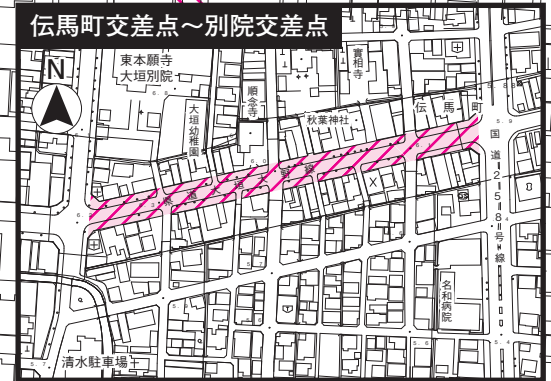 伝馬町交差点～別院交差点
N
東本願寺
大垣別院
實相寺
順念寺
大垣幼稚園
秋葉神社
伝馬町
国道258号線
名和病院
清水駐車場